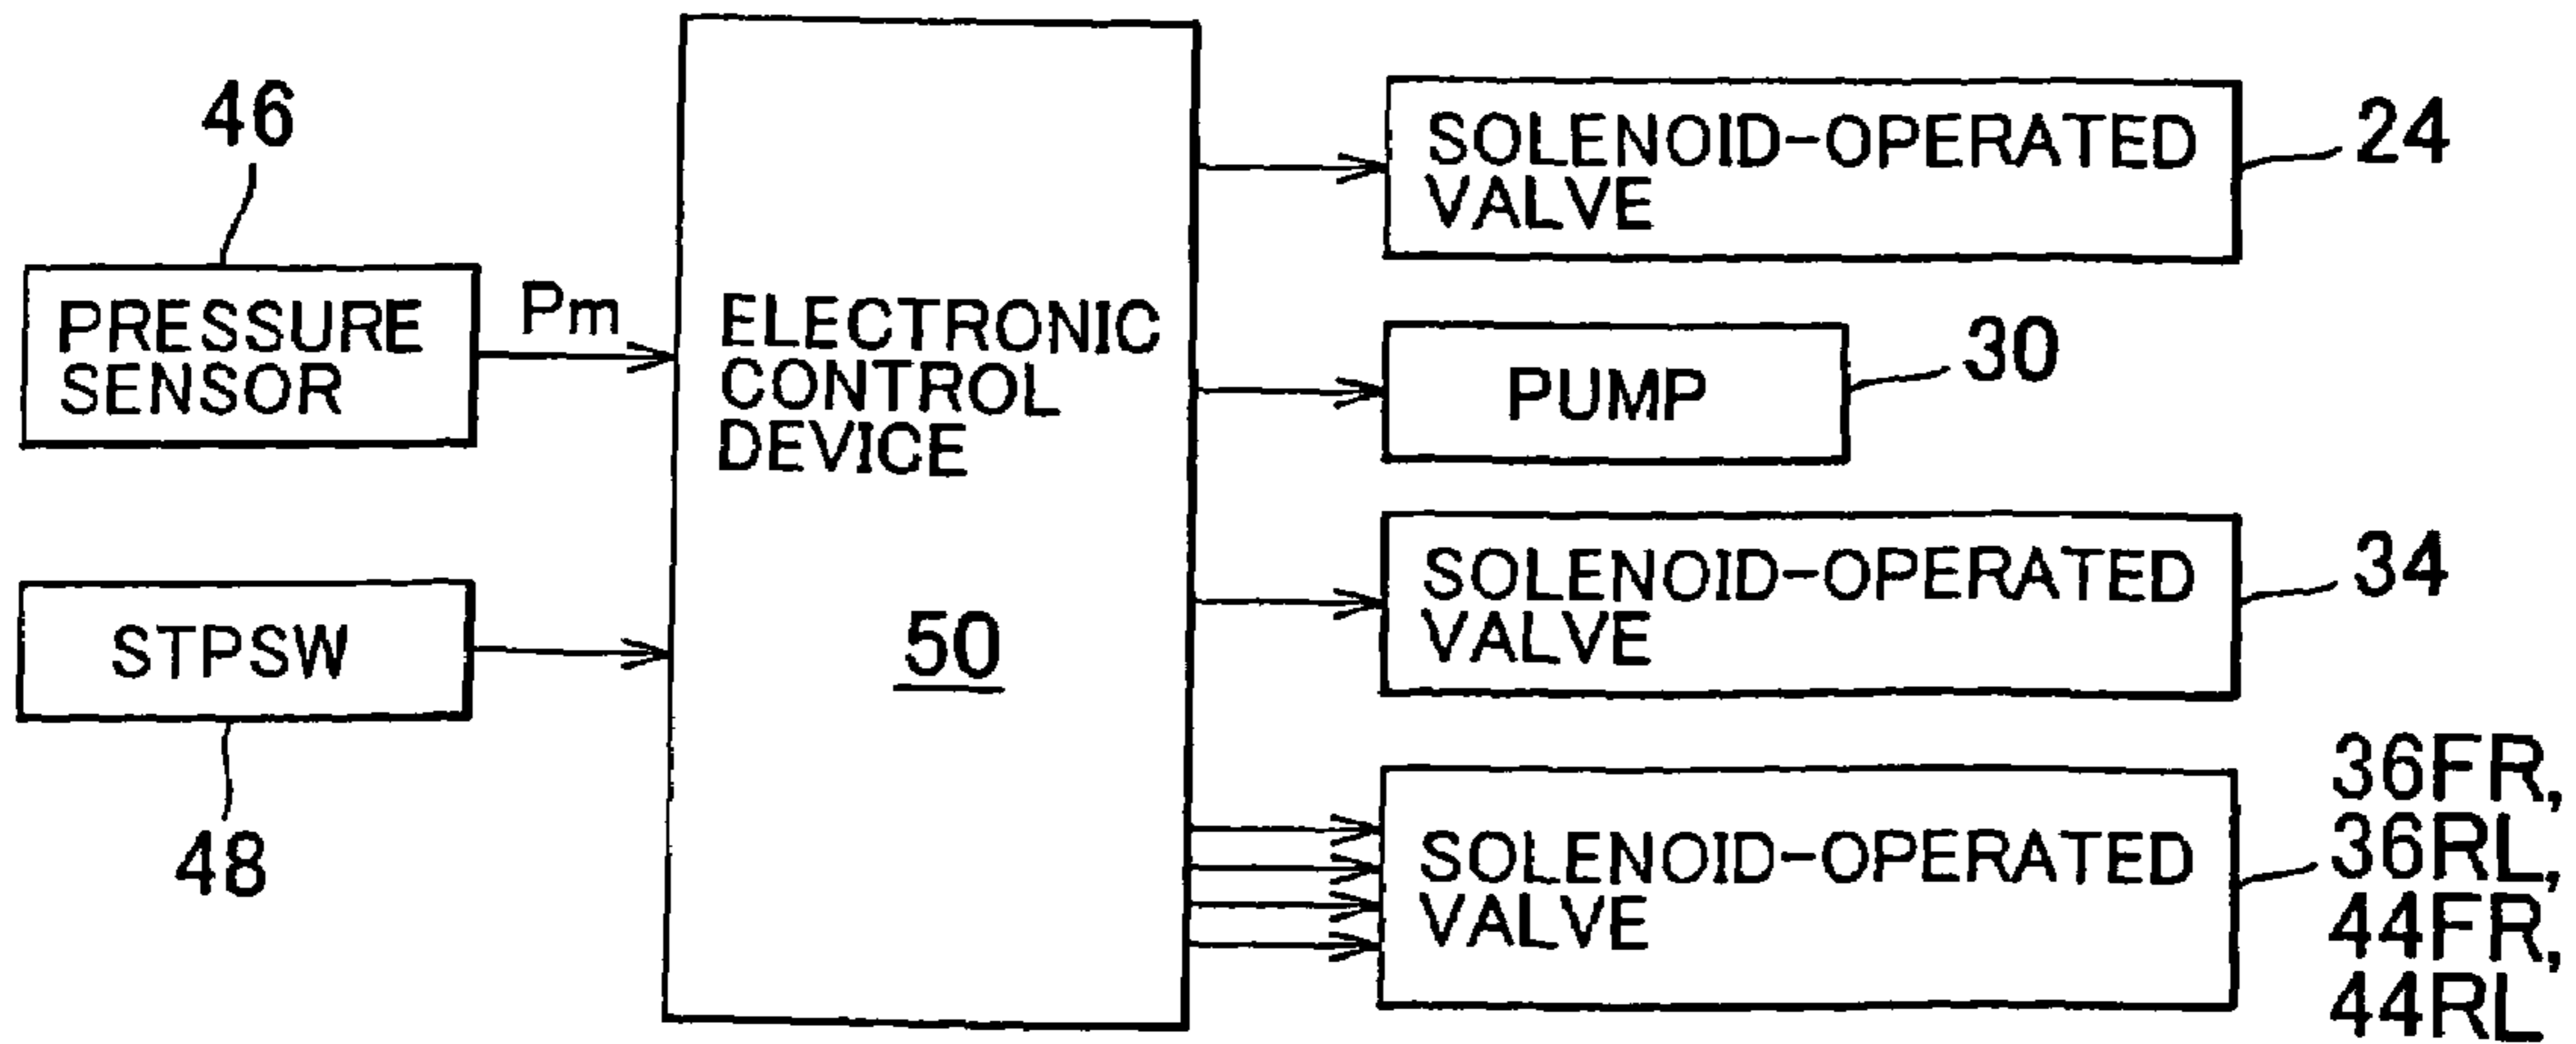 46
PRESSURE
SENSOR
Pm
STPSW
48
ELECTRONIC
CONTROL
DEVICE
50
SOLENOID-OPERATED
VALVE
24
PUMP
30
SOLENOID-OPERATED
VALVE
34
SOLENOID-OPERATED
VALVE
36FR,
36RL,
44FR,
44RL